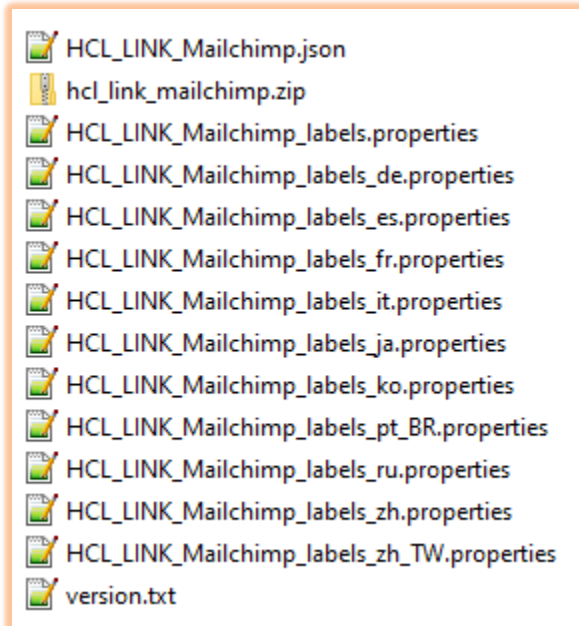 HCL_LINK_Mailchimp.json
hcl_link_mailchimp.zip
HCL_LINK_Mailchimp_labels.properties
HCL_LINK_Mailchimp_labels_de.properties
HCL_LINK_Mailchimp_labels_es.properties
HCL_LINK_Mailchimp_labels_fr.properties
HCL_LINK_Mailchimp_labels_it.properties
HCL_LINK_Mailchimp_labels_ja.properties
HCL_LINK_Mailchimp_labels_ko.properties
HCL_LINK_Mailchimp_labels_pt_BR.properties
HCL_LINK_Mailchimp_labels_ru.properties
HCL_LINK_Mailchimp_labels_zh.properties
HCL_LINK_Mailchimp_labels_zh_TW.properties
version.txt